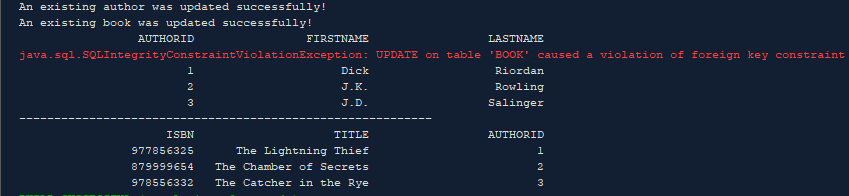 An existing author was updated successfully!
An existing book was updated successfully!
AUTHORID FIRSTNAME LASTNAME
java.sql.SQLIntegrityConstraintViolationException: UPDATE on table 'BOOK' caused a violation of foreign key constraint
1 Dick Riordan
2 J.K. Rowling
3 J.D. Salinger
-----------------------------------------------------------
ISBN TITLE AUTHORID
977856325 The Lightning Thief 1
879999654 The Chamber of Secrets 2
978556332 The Catcher in the Rye 3